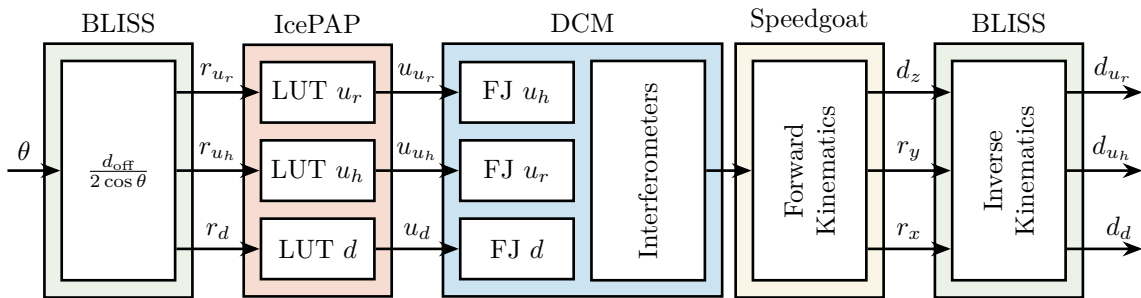 BLISS
IcePAP
DCM
Speedgoat
BLISS
θ
d_off / 2 cos θ
r_{u_r}
r_{u_h}
r_d
LUT u_r
LUT u_h
LUT d
u_{u_r}
u_{u_h}
u_d
FJ u_h
FJ u_r
FJ d
Interferometers
Forward
Kinematics
d_z
r_y
r_x
Inverse
Kinematics
d_{u_r}
d_{u_h}
d_d